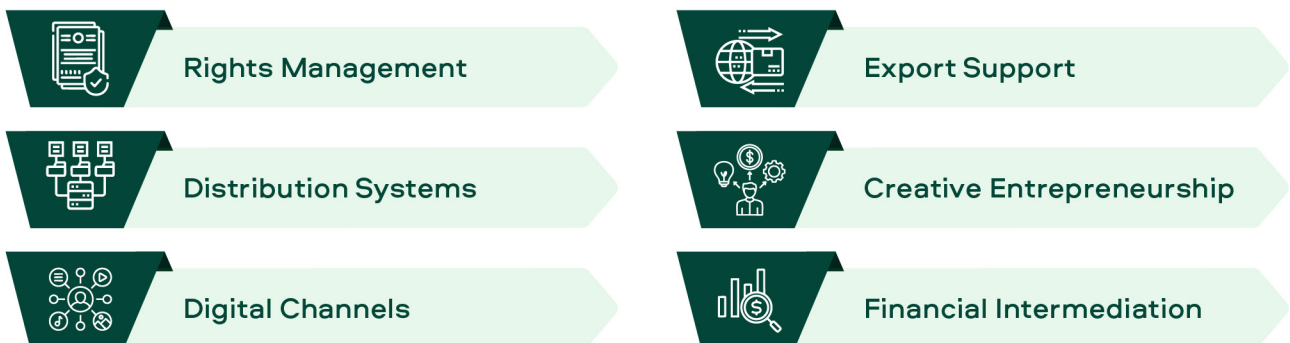 Rights Management
Distribution Systems
Digital Channels
Export Support
Creative Entrepreneurship
Financial Intermediation